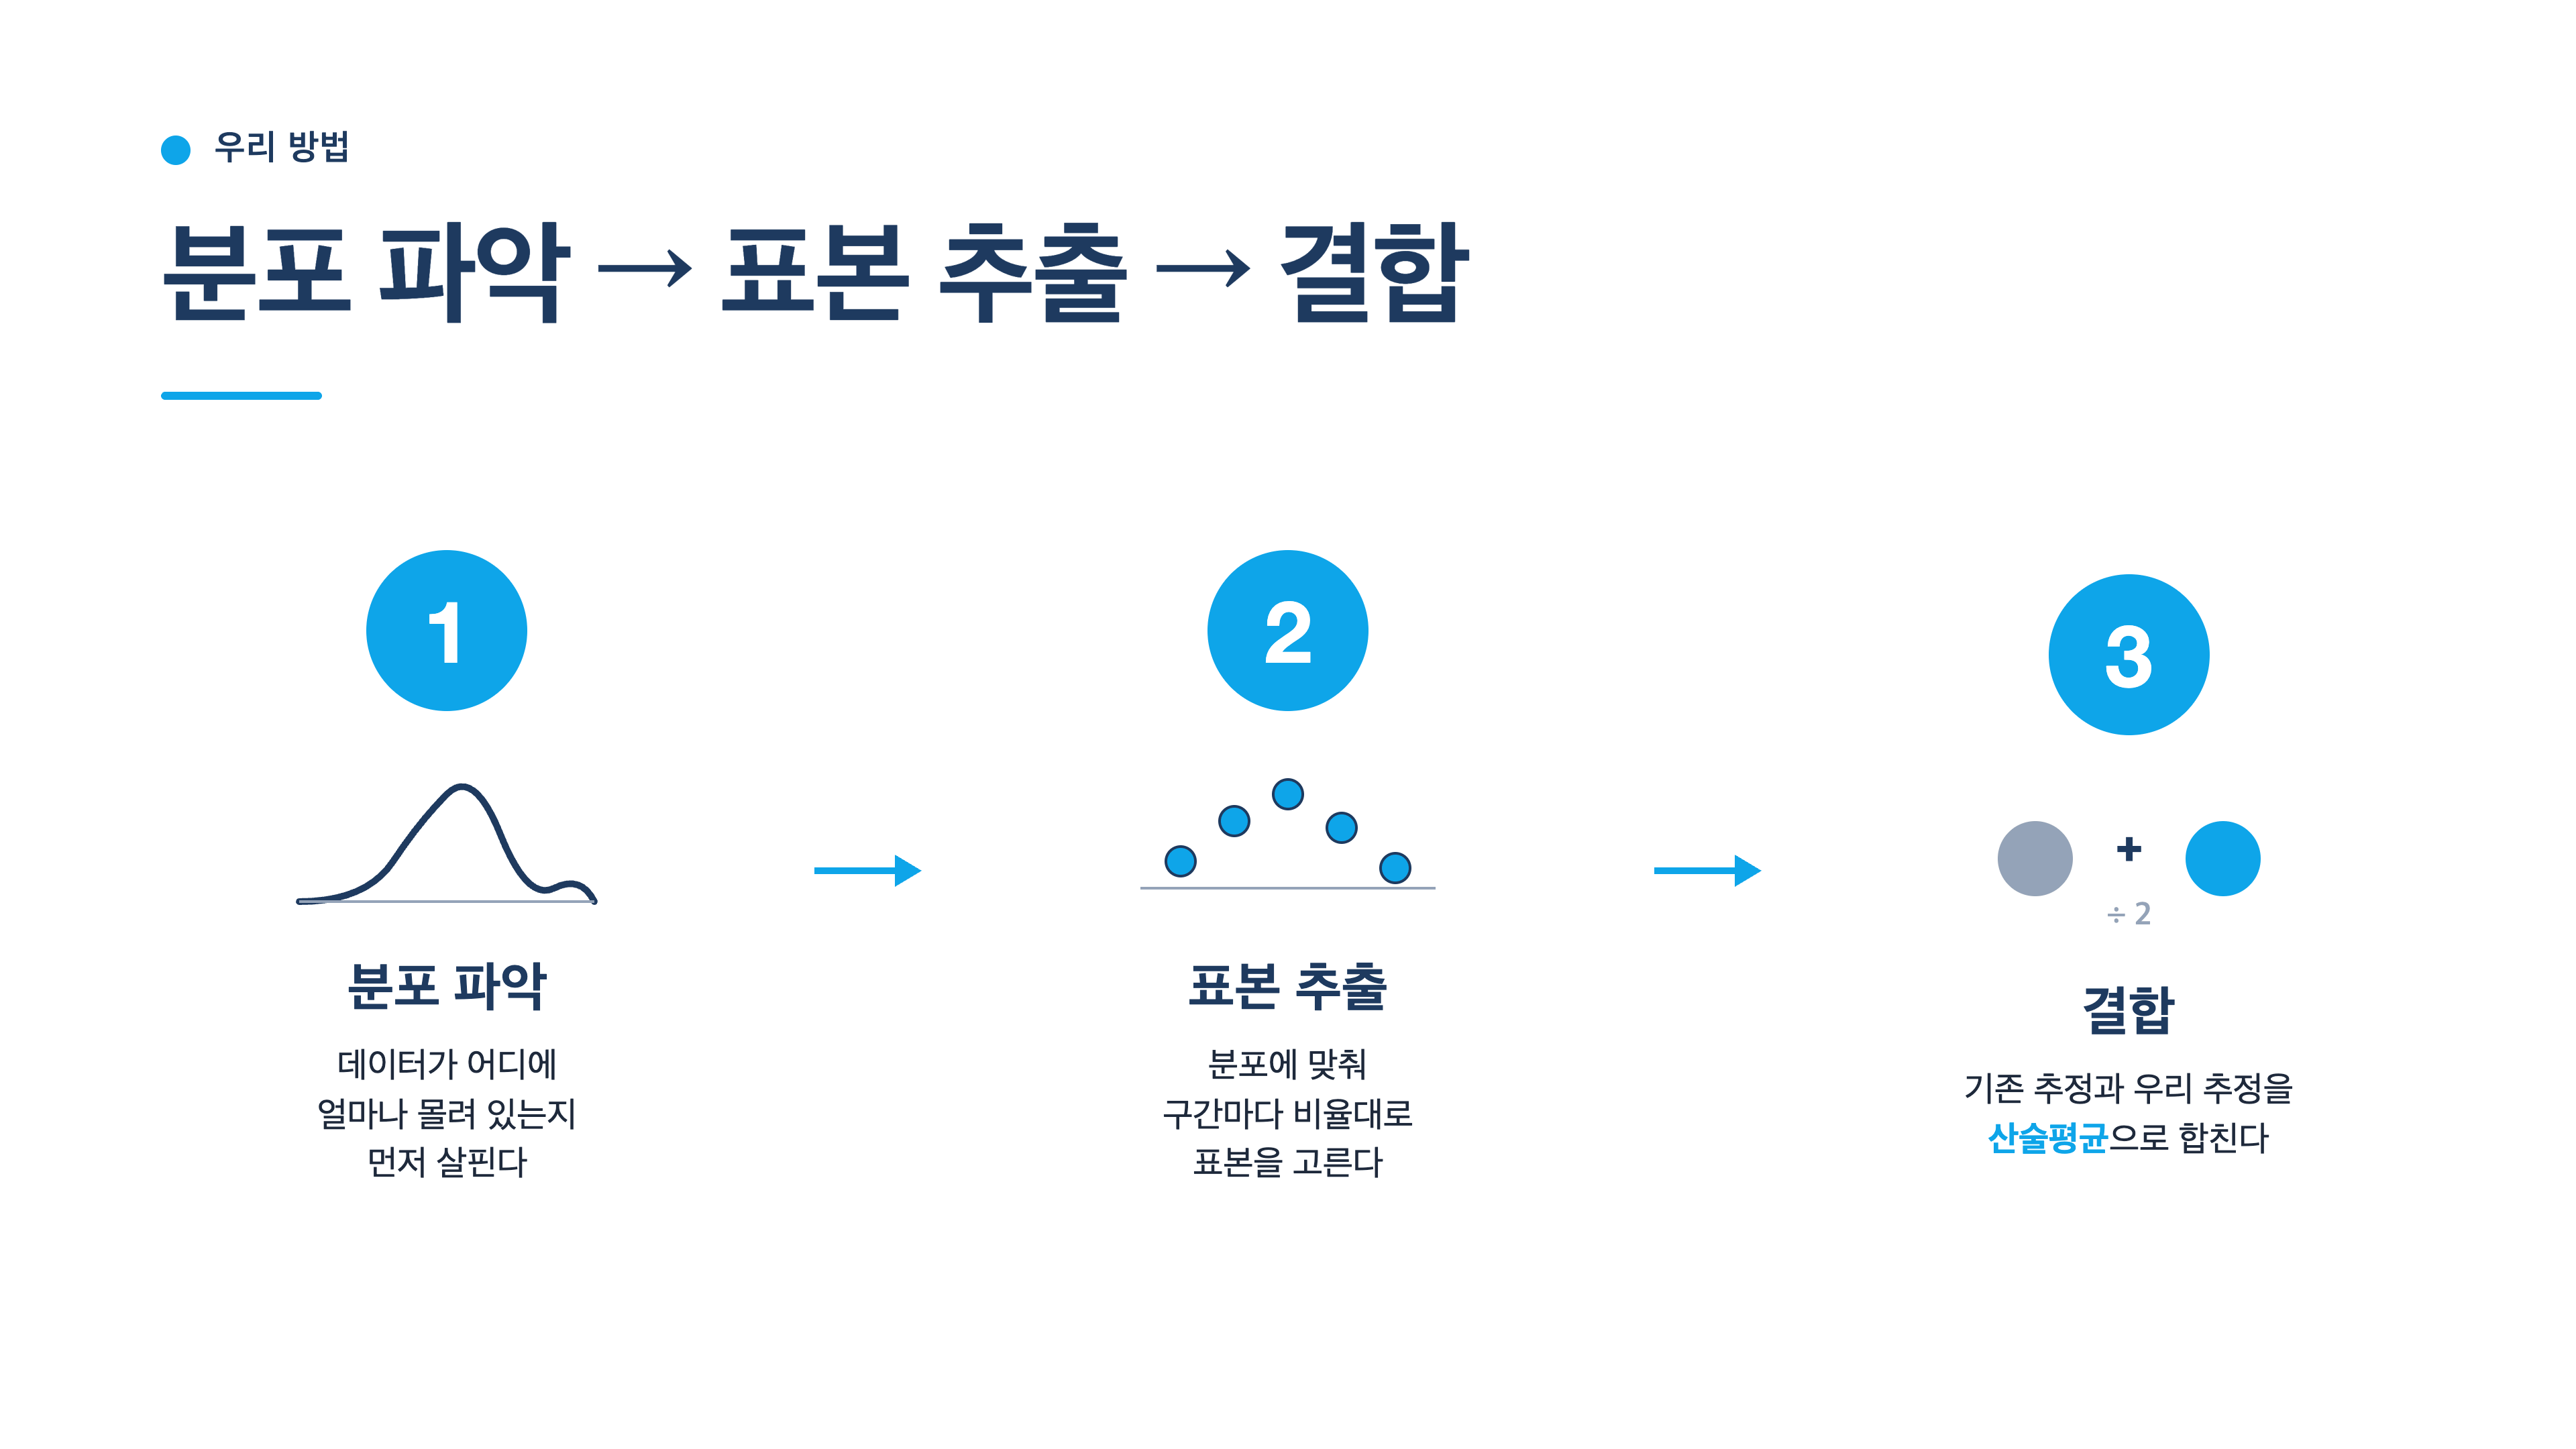 우리 방법
분포 파악 → 표본 추출 → 결합
1
분포 파악
데이터가 어디에
얼마나 몰려 있는지
먼저 살핀다
2
표본 추출
분포에 맞춰
구간마다 비율대로
표본을 고른다
3
+
÷ 2
결합
기존 추정과 우리 추정을
산술평균으로 합친다